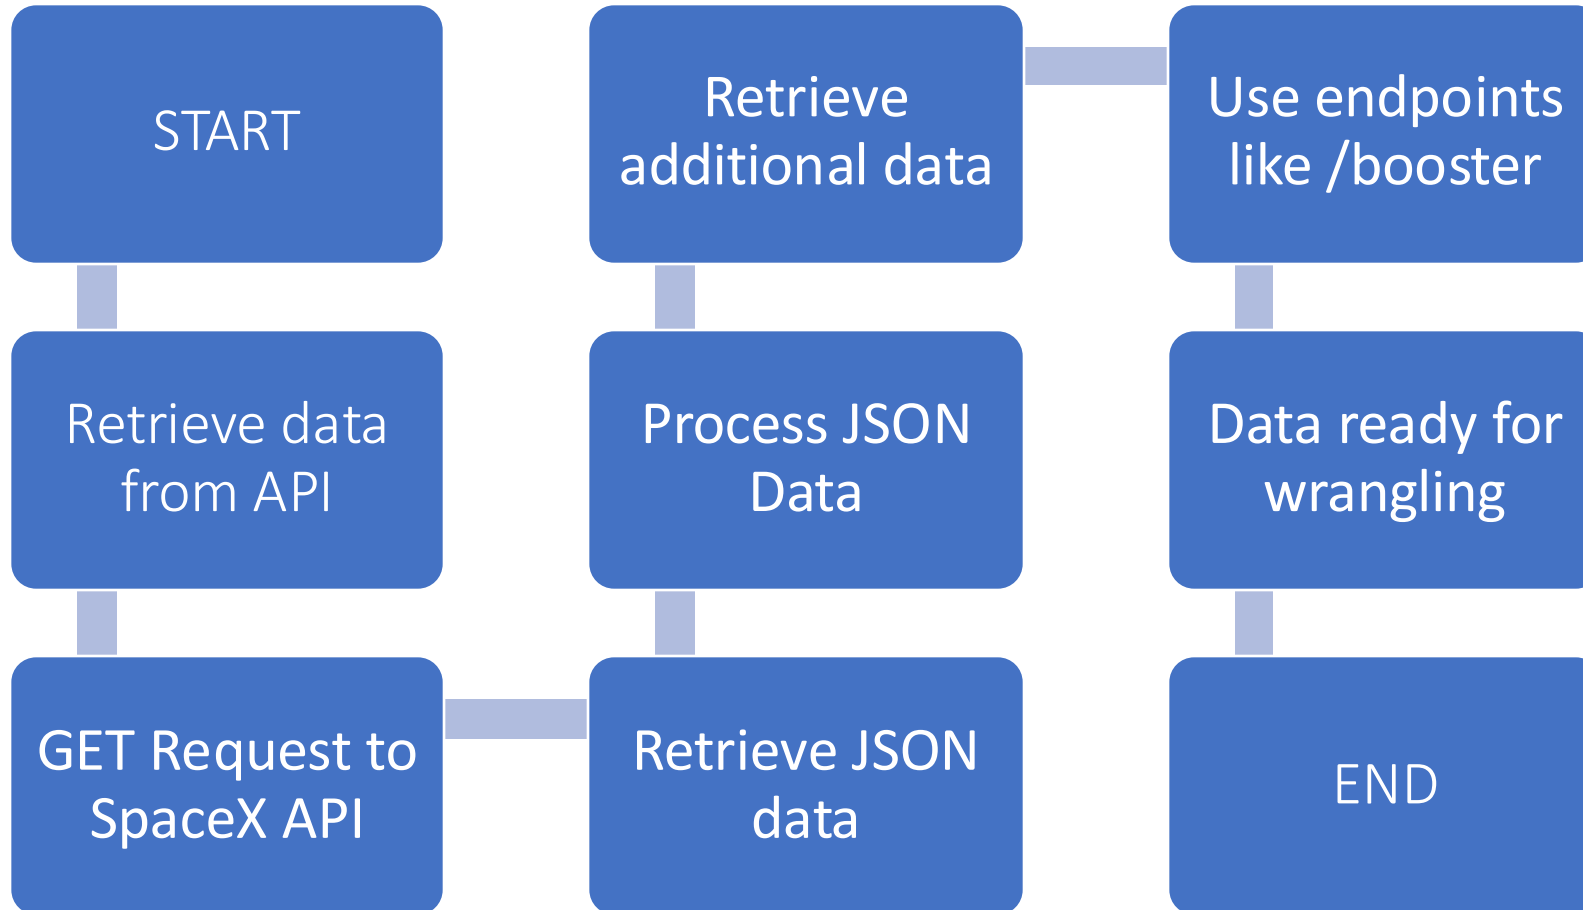 START
Retrieve data
from API
GET Request to
SpaceX API
Retrieve JSON
data
Process JSON
Data
Retrieve
additional data
Use endpoints
like /booster
Data ready for
wrangling
END